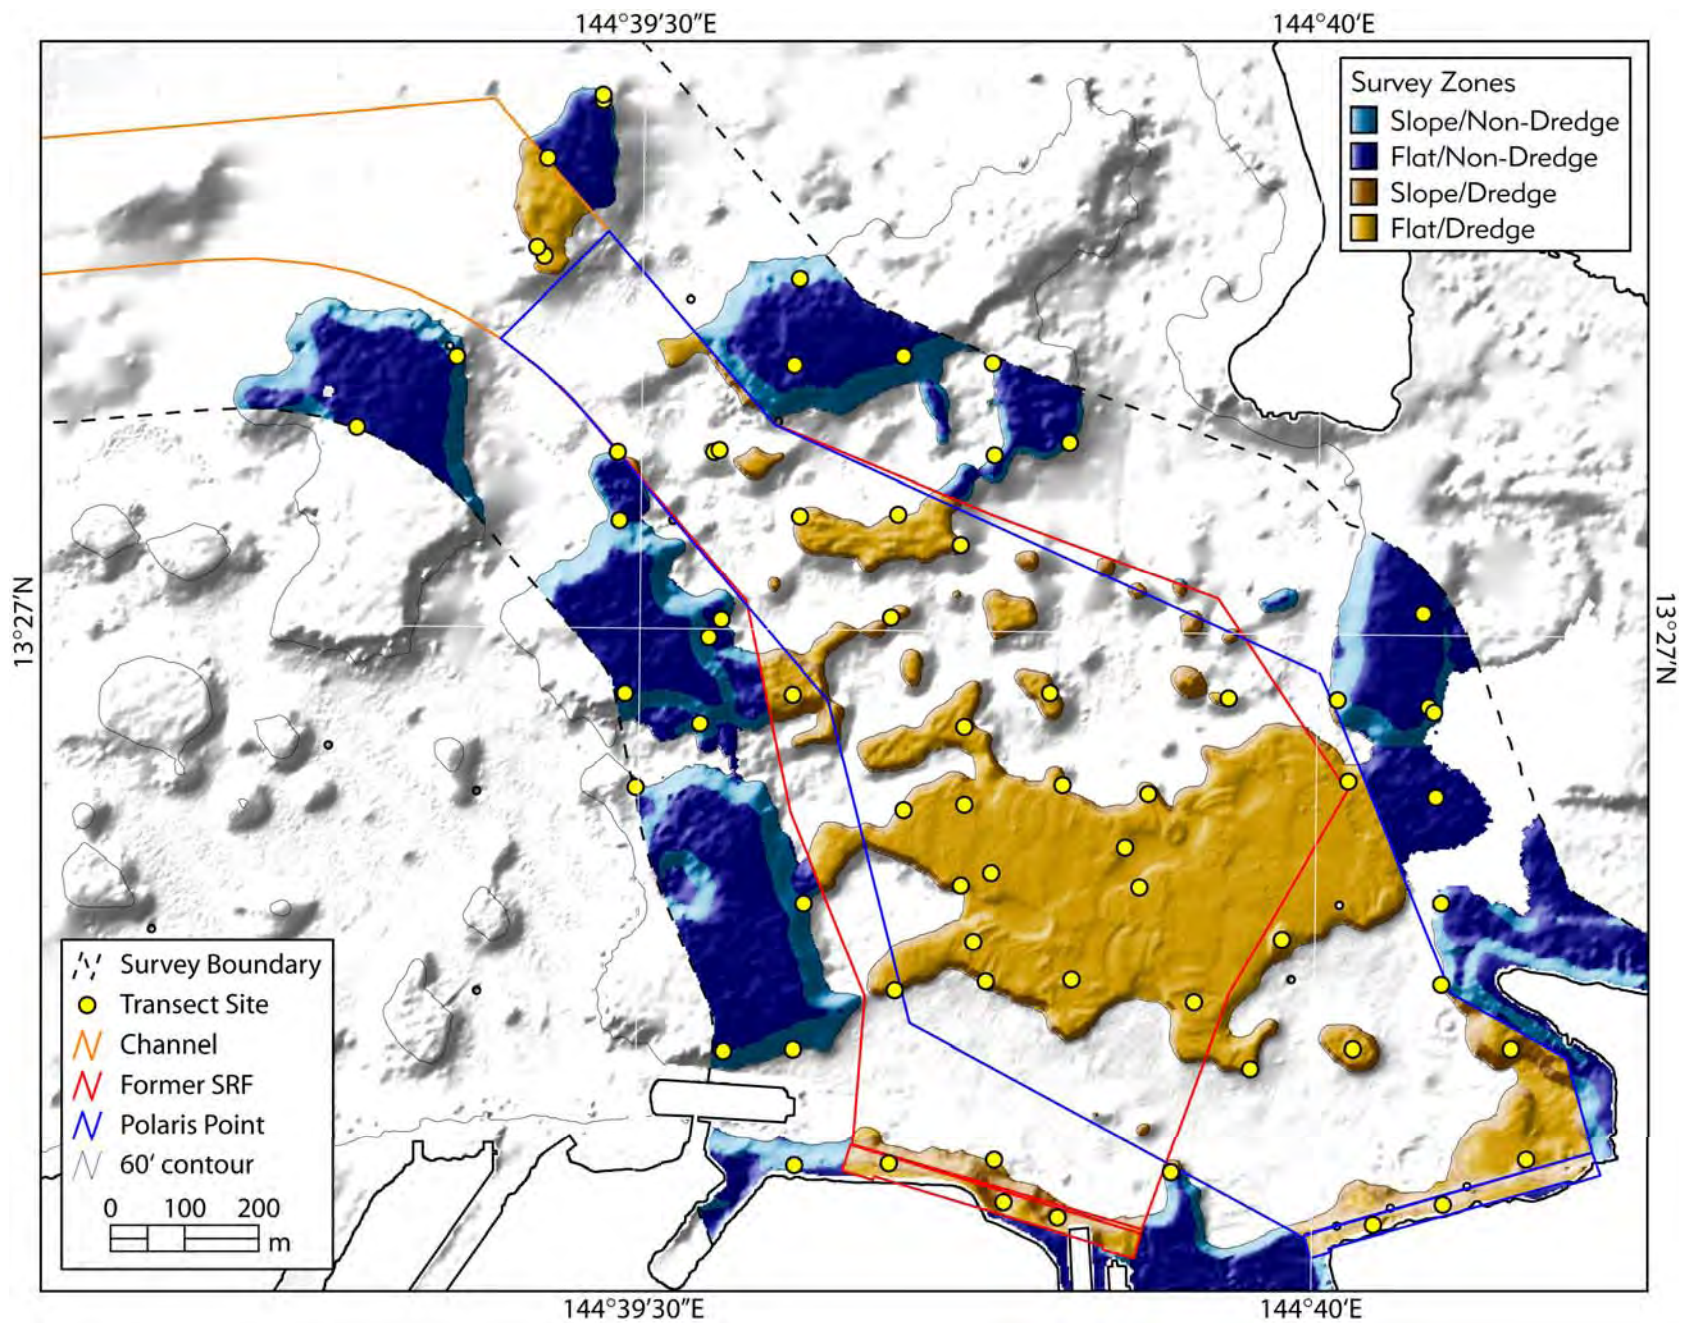 144°39'30"E
144°40'E
Survey Zones
Slope/Non-Dredge
Flat/Non-Dredge
Slope/Dredge
Flat/Dredge
13°27'N
13°27'N
Survey Boundary
Transect Site
Channel
Former SRF
Polaris Point
60' contour
0 100 200
m
144°39'30"E
144°40'E